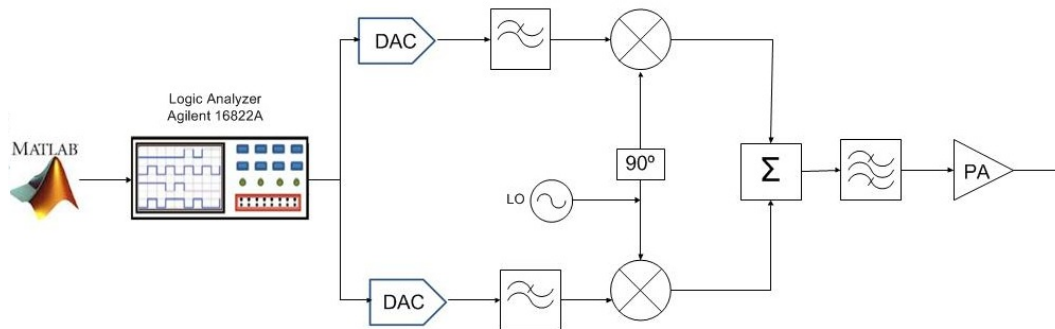 DAC
Logic Analyzer
Agilent 16822A
MATLAB
90º
Σ
PA
LO
DAC